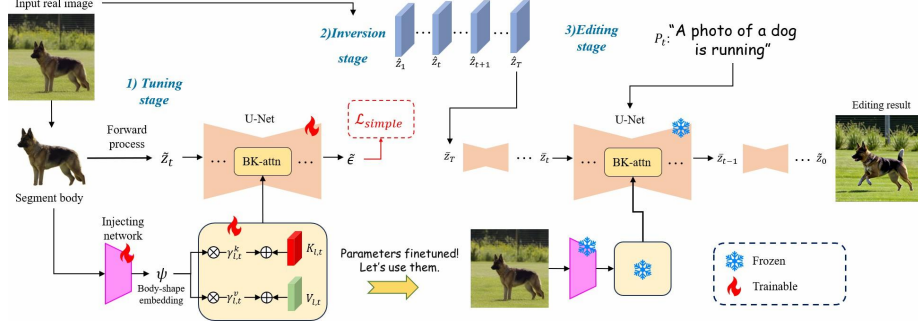 Input real image
1) Tuning
stage
2)Inversion
stage
3)Editing
stage
ẑ_1 ẑ_t ẑ_{t+1} ẑ_T
P_t:"A photo of a dog
is running"
U-Net
U-Net
Editing result
Forward
process
z̃_t
BK-attn
ϵ̃
ℒ_simple
z̄_T
z̄_t
BK-attn
z̄_{t−1}
z̄_0
Segment body
Injecting
network
ψ
Body-shape
embedding
γ^k_{l,t}
K_{l,t}
γ^v_{l,t}
V_{l,t}
Parameters finetuned!
Let's use them.
Frozen
Trainable